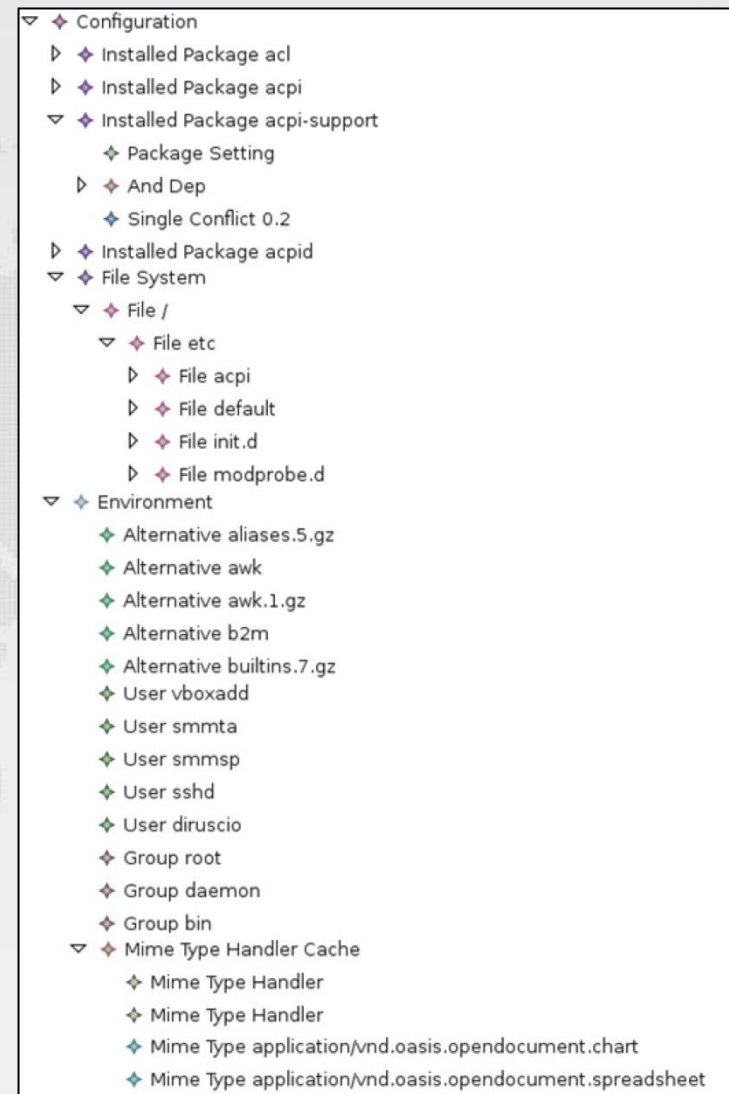 Configuration
Installed Package acl
Installed Package acpi
Installed Package acpi-support
Package Setting
And Dep
Single Conflict 0.2
Installed Package acpid
File System
File /
File etc
File acpi
File default
File init.d
File modprobe.d
Environment
Alternative aliases.5.gz
Alternative awk
Alternative awk.1.gz
Alternative b2m
Alternative builtins.7.gz
User vboxadd
User smmta
User smmsp
User sshd
User diruscio
Group root
Group daemon
Group bin
Mime Type Handler Cache
Mime Type Handler
Mime Type Handler
Mime Type application/vnd.oasis.opendocument.chart
Mime Type application/vnd.oasis.opendocument.spreadsheet